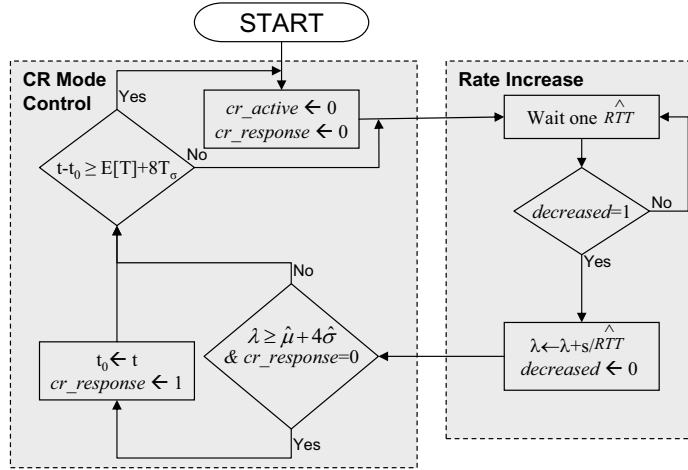 START
CR Mode
Control
Yes
cr_active ← 0
cr_response ← 0
t-t₀ ≥ E[T]+8Tσ
No
No
λ ≥ μ̂ + 4σ̂
& cr_response=0
t₀ ← t
cr_response ← 1
Yes
Rate Increase
Wait one RTT̂
decreased=1
No
Yes
λ←λ+s/RTT̂
decreased ← 0